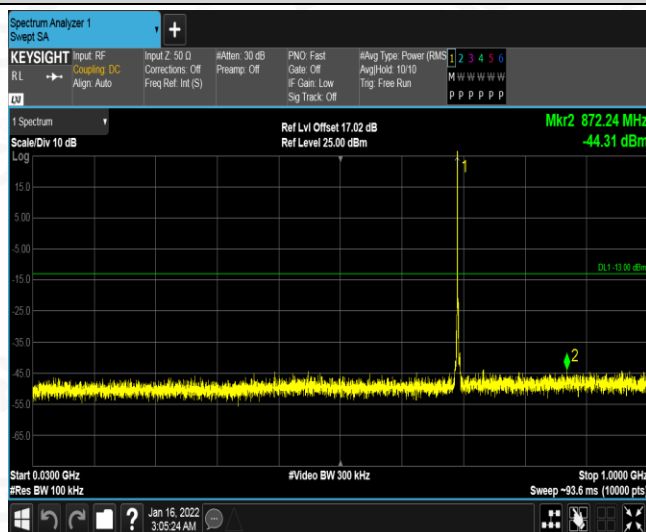 Spectrum Analyzer 1
Swept SA
KEYSIGHT
RL
LXI
Input: RF
Coupling: DC
Align: Auto
Input Z: 50 Ω
Corrections: Off
Freq Ref: Int (S)
#Atten: 30 dB
Preamp: Off
PNO: Fast
Gate: Off
IF Gain: Low
Sig Track: Off
#Avg Type: Power (RMS
Avg|Hold: 10/10
Trig: Free Run
1 2 3 4 5 6
M W W W W W
P P P P P P
1 Spectrum
Scale/Div 10 dB
Ref Lvl Offset 17.02 dB
Ref Level 25.00 dBm
Mkr2 872.24 MHz
-44.31 dBm
Log
1
15.0
5.00
-5.00
DL1 -13.00 dBm
-15.0
-25.0
-35.0
2
-45.0
-55.0
-65.0
Start 0.0300 GHz
#Video BW 300 kHz
Stop 1.0000 GHz
#Res BW 100 kHz
Sweep ~93.6 ms (10000 pts)
?
Jan 16, 2022
3:05:24 AM